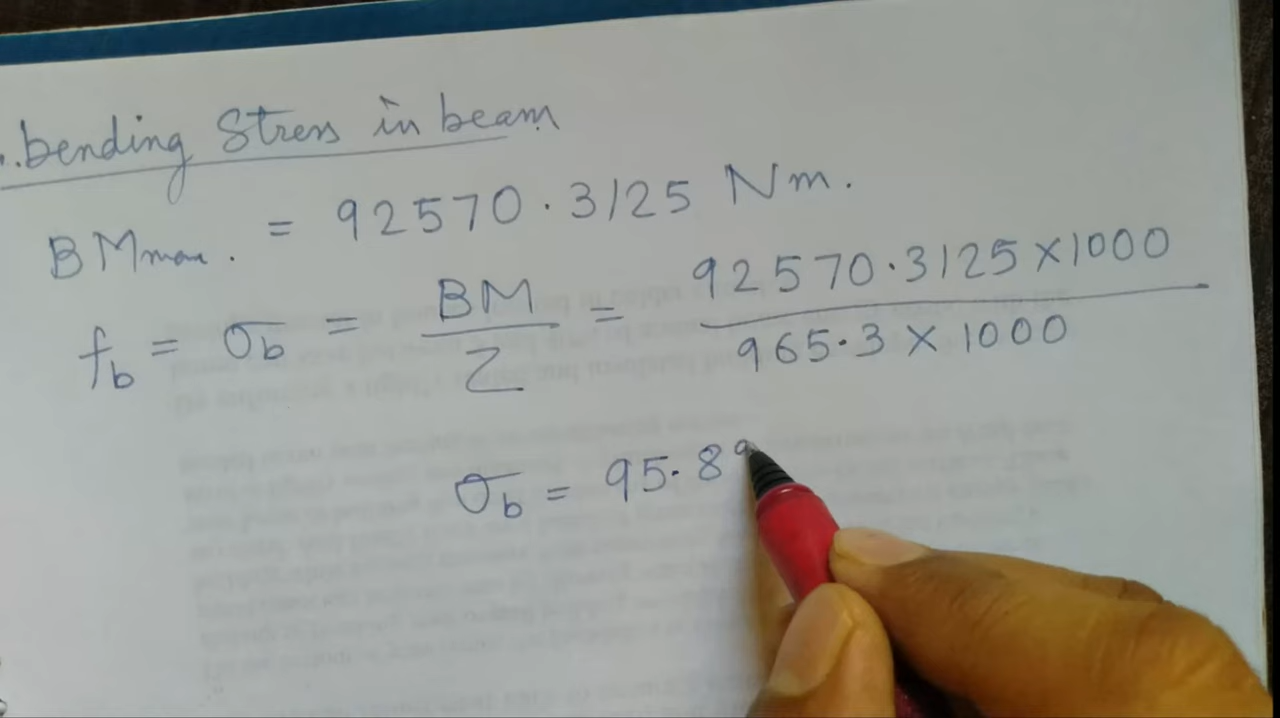 ..bending Stress in beam
BMmax. = 92570.3125 Nm.
fb = σb = BM / Z = 92570.3125 × 1000 / 965.3 × 1000
σb = 95.89